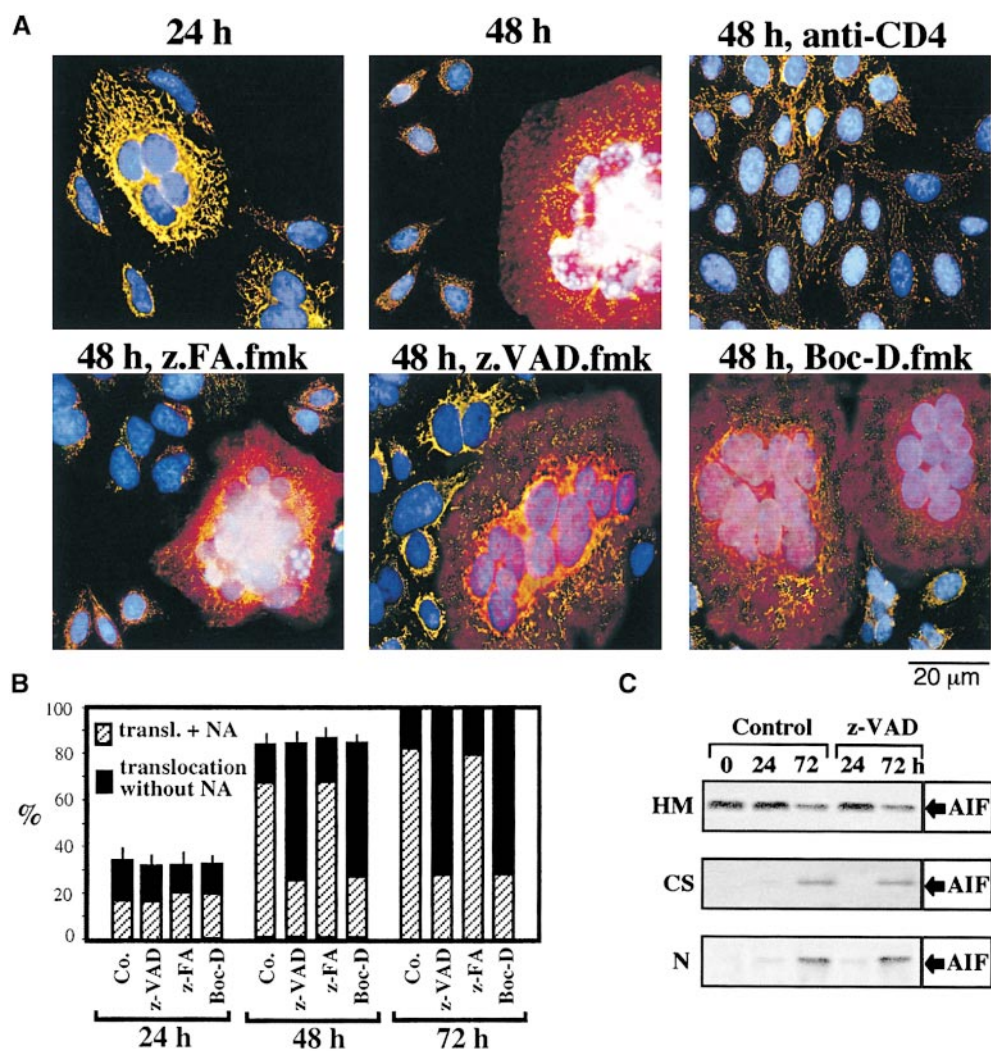 A
24 h
48 h
48 h, anti-CD4
48 h, z.FA.fmk
48 h, z.VAD.fmk
48 h, Boc-D.fmk
20 μm
B
100
80
60
40
20
0
%
transl. + NA
translocation
without NA
Co.
z-VAD
z-FA
Boc-D
Co.
z-VAD
z-FA
Boc-D
Co.
z-VAD
z-FA
Boc-D
24 h
48 h
72 h
C
Control
z-VAD
0 24 72 24 72 h
HM
AIF
CS
AIF
N
AIF